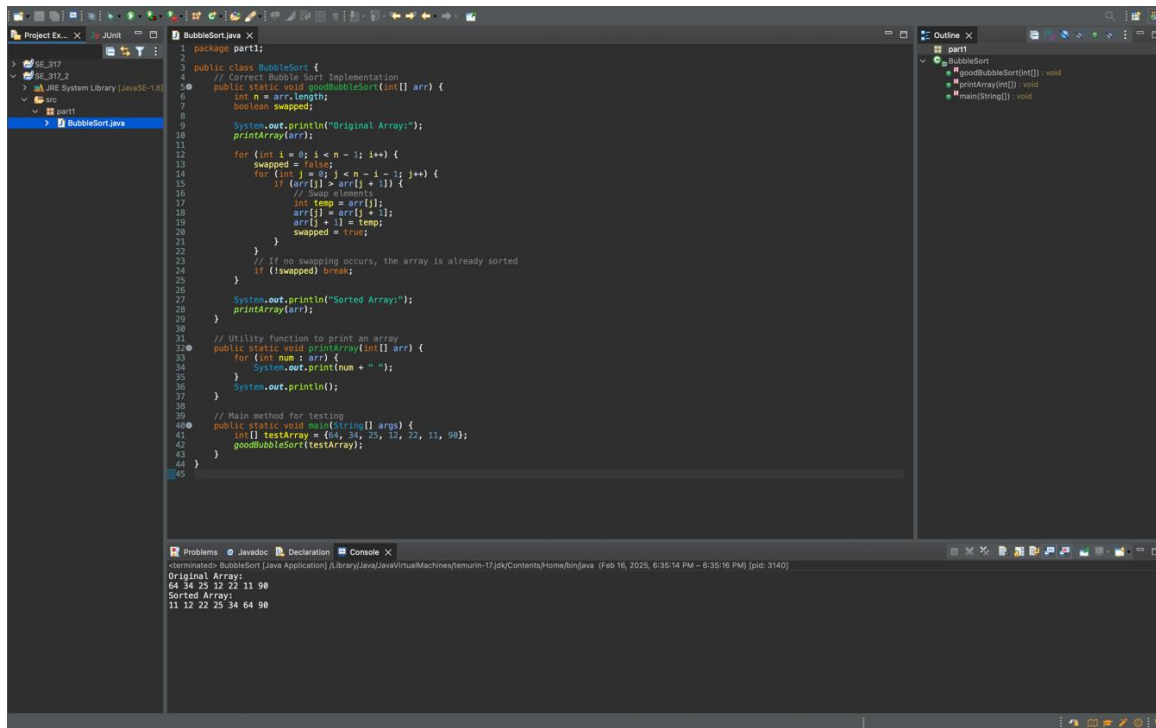 Project Ex...
JUnit
SE_317
SE_317_2
JRE System Library [JavaSE-1.8]
src
part1
BubbleSort.java
BubbleSort.java
1 package part1;
2
3 public class BubbleSort {
4 // Correct Bubble Sort Implementation
5 public static void goodBubbleSort(int[] arr) {
6 int n = arr.length;
7 boolean swapped;
8
9 System.out.println("Original Array:");
10 printArray(arr);
11
12 for (int i = 0; i < n - 1; i++) {
13 swapped = false;
14 for (int j = 0; j < n - i - 1; j++) {
15 if (arr[j] > arr[j + 1]) {
16 // Swap elements
17 int temp = arr[j];
18 arr[j] = arr[j + 1];
19 arr[j + 1] = temp;
20 swapped = true;
21 }
22 }
23 // If no swapping occurs, the array is already sorted
24 if (!swapped) break;
25 }
26
27 System.out.println("Sorted Array:");
28 printArray(arr);
29 }
30
31 // Utility function to print an array
32 public static void printArray(int[] arr) {
33 for (int num : arr) {
34 System.out.print(num + " ");
35 }
36 System.out.println();
37 }
38
39 // Main method for testing
40 public static void main(String[] args) {
41 int[] testArray = {64, 34, 25, 12, 22, 11, 90};
42 goodBubbleSort(testArray);
43 }
44 }
45
Outline
part1
BubbleSort
goodBubbleSort(int[]) : void
printArray(int[]) : void
main(String[]) : void
Problems
Javadoc
Declaration
Console
<terminated> BubbleSort [Java Application] /Library/Java/JavaVirtualMachines/temurin-17.jdk/Contents/Home/bin/java (Feb 16, 2025, 6:35:14 PM – 6:35:16 PM) [pid: 3140]
Original Array:
64 34 25 12 22 11 90
Sorted Array:
11 12 22 25 34 64 90